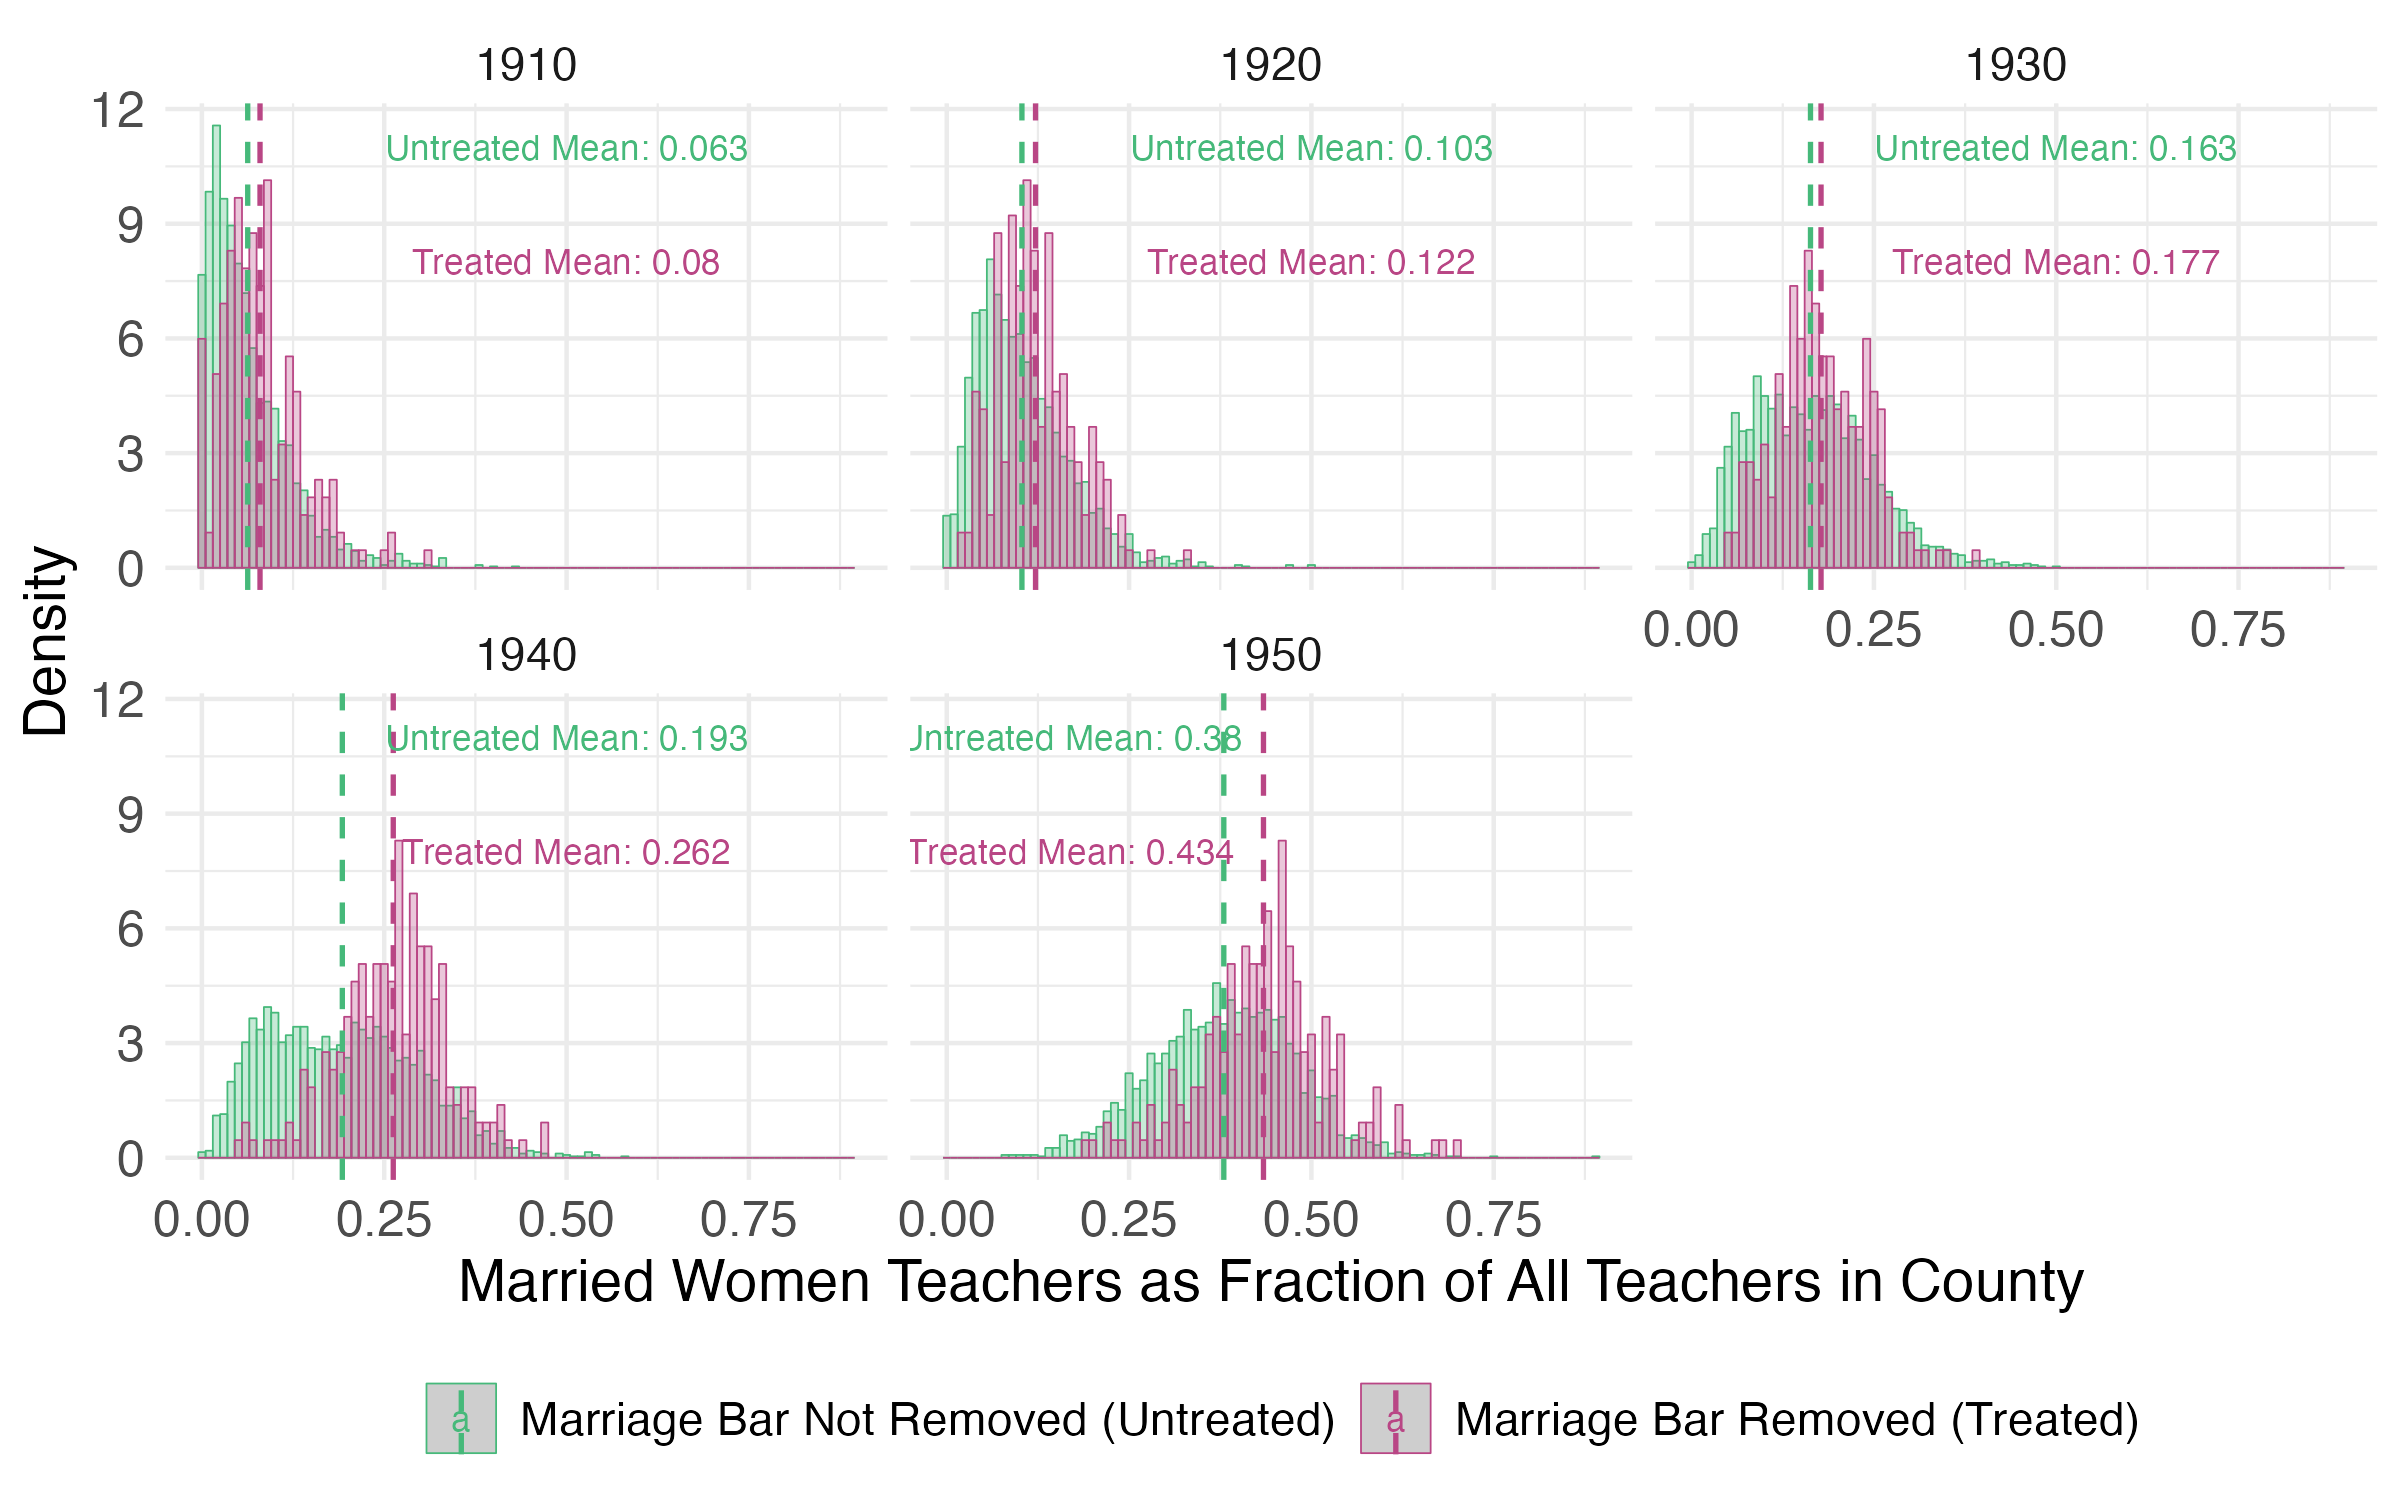 1910
1920
1930
12
9
6
3
0
Untreated Mean: 0.063
Treated Mean: 0.08
Untreated Mean: 0.103
Treated Mean: 0.122
Untreated Mean: 0.163
Treated Mean: 0.177
0.00 0.25 0.50 0.75
Density
1940
1950
12
9
6
3
0
Untreated Mean: 0.193
Treated Mean: 0.262
Untreated Mean: 0.38
Treated Mean: 0.434
0.00 0.25 0.50 0.75
0.00 0.25 0.50 0.75
Married Women Teachers as Fraction of All Teachers in County
a Marriage Bar Not Removed (Untreated)
a Marriage Bar Removed (Treated)